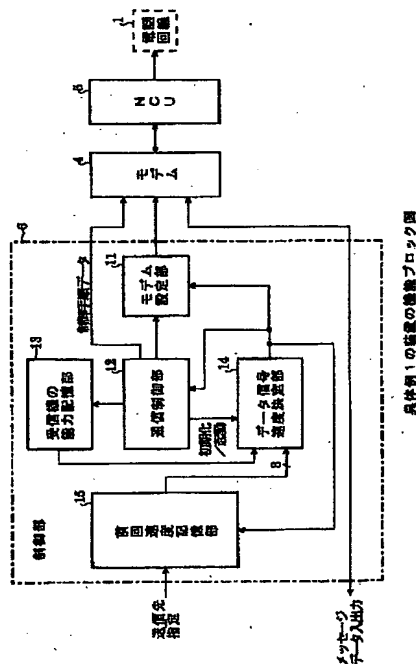 制御部
送信先
指定
15
前回速度記憶部
13
受信機の
能力記憶部
12
通信制御部
初期化
/起動
8
14
データ信号
速度決定部
11
モデム
設定部
制御手順データ
6
4
モデム
5
NCU
1
電話
回線
メッセージ
データ入出力
具体例1の装置の機能ブロック図